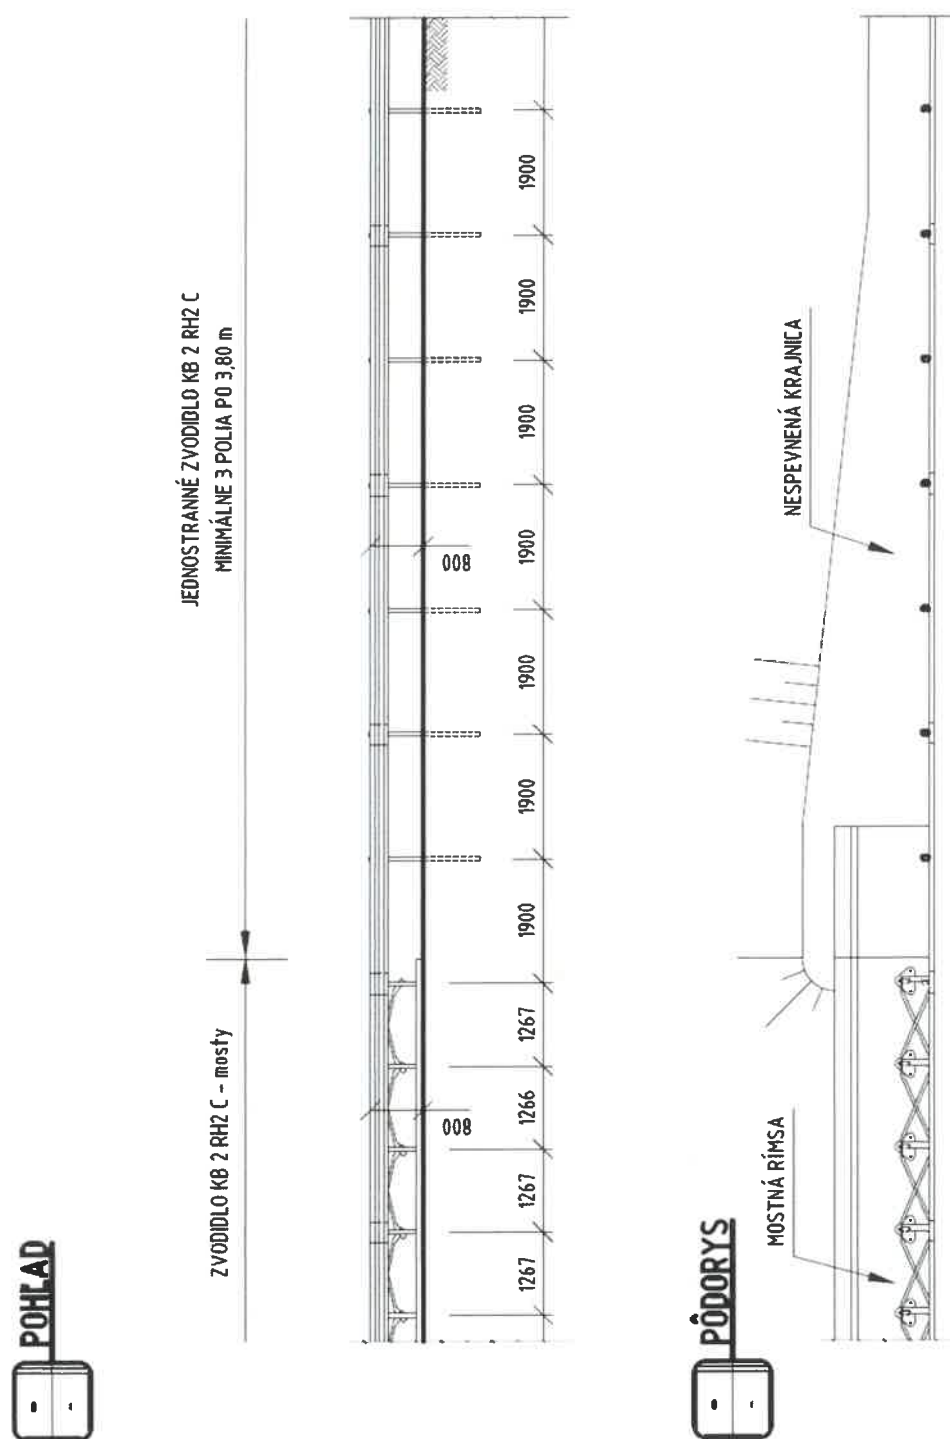 POHĽAD
ZVODIDLO KB 2 RH2 C - mosty
JEDNOSTRANNÉ ZVODIDLO KB 2 RH2 C
MINIMÁLNE 3 POLIA PO 3,80 m
800
800
1267
1267
1266
1267
1900
1900
1900
1900
1900
1900
1900
PÔDORYS
MOSTNÁ RÍMSA
NESPEVNENÁ KRAJNICA